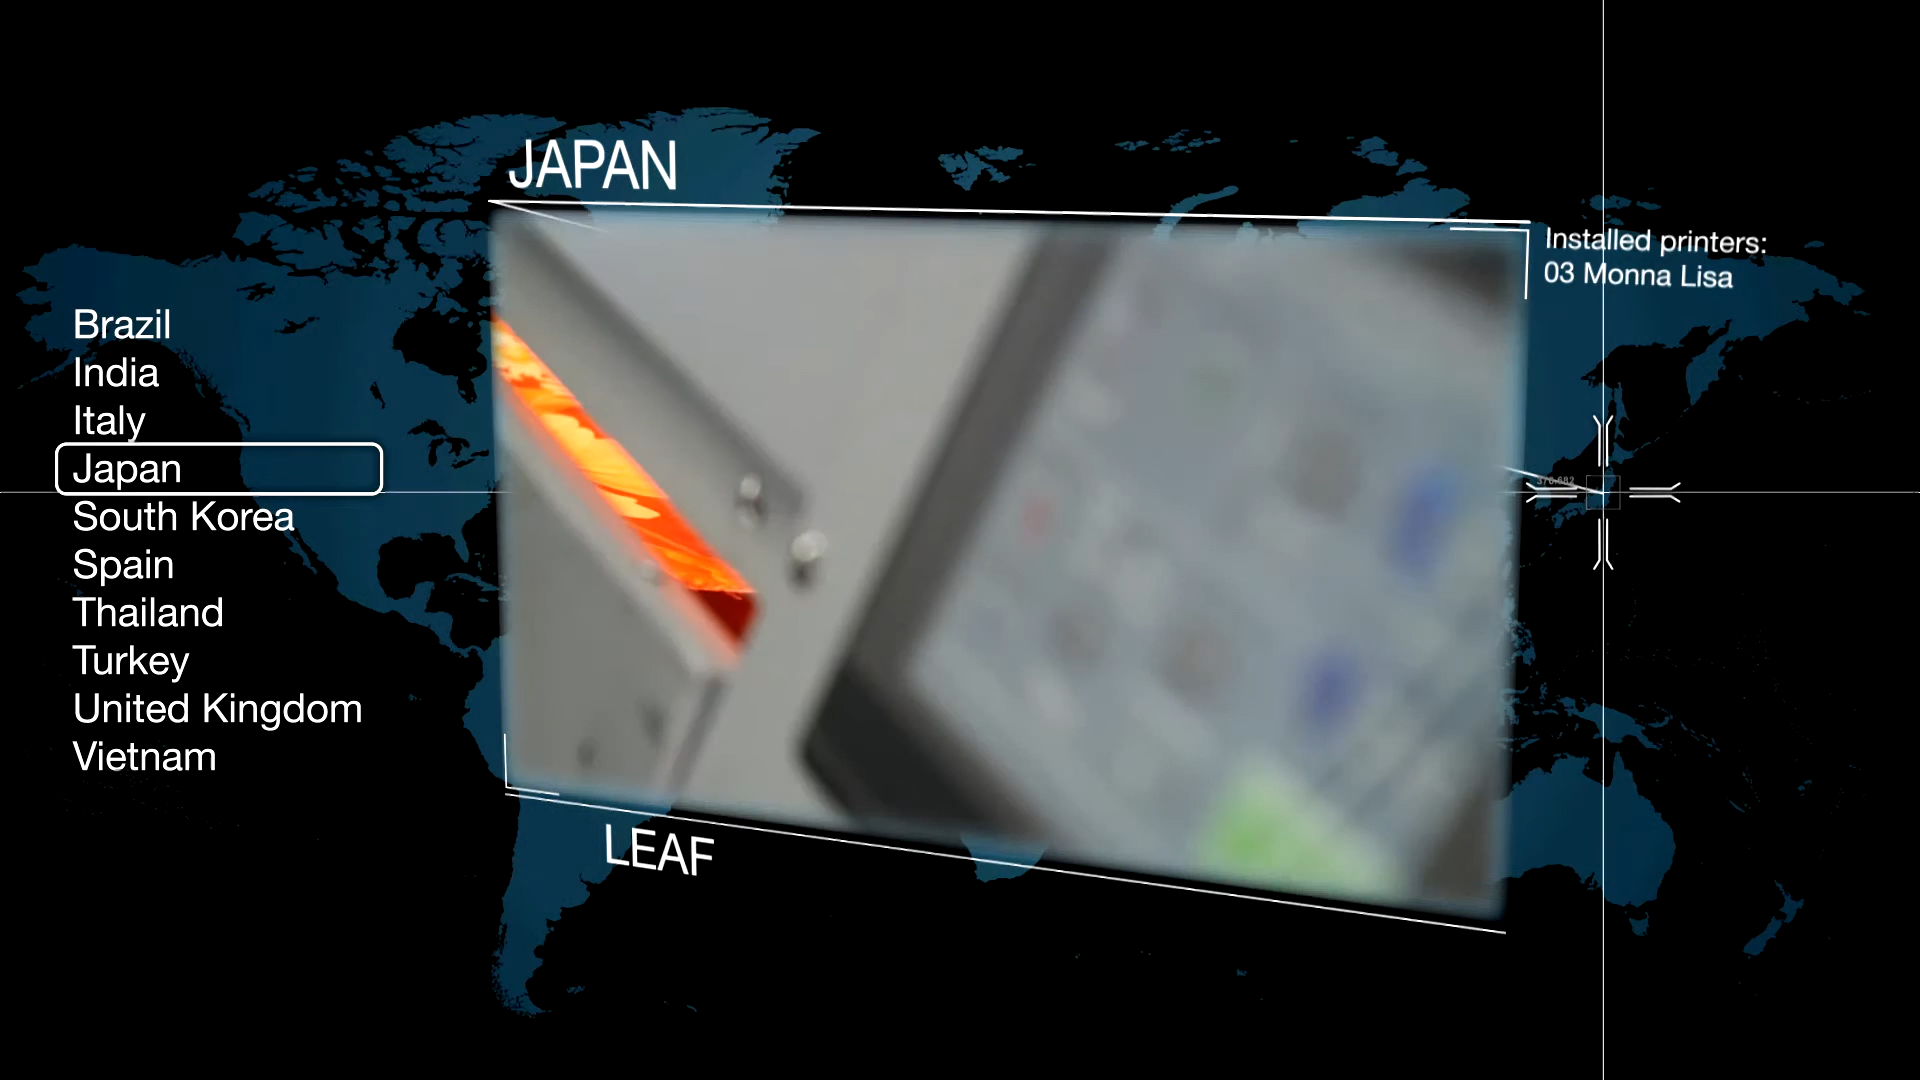 JAPAN
Installed printers:
03 Monna Lisa
Brazil
India
Italy
Japan
South Korea
Spain
Thailand
Turkey
United Kingdom
Vietnam
LEAF